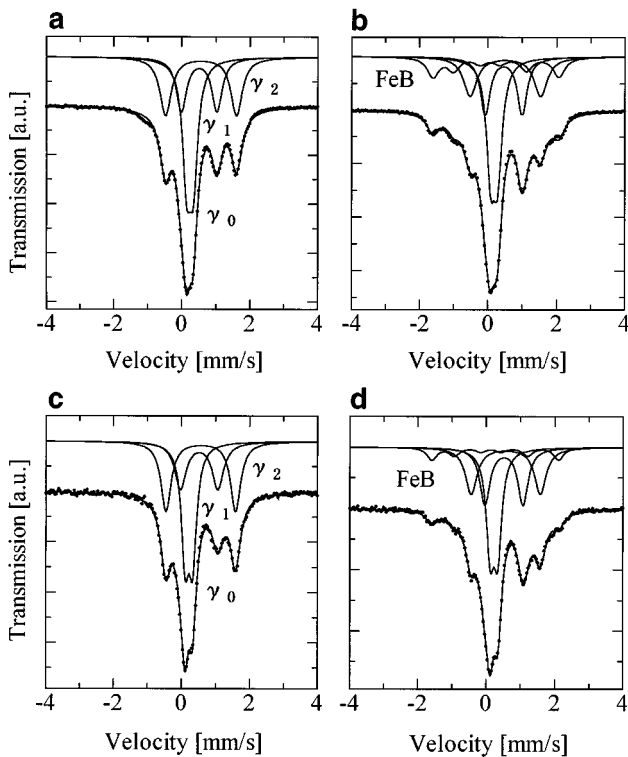 a
b
γ 2
FeB
γ 1
γ 0
Transmission [a.u.]
-4 -2 0 2 4
-4 -2 0 2 4
Velocity [mm/s]
Velocity [mm/s]
c
d
γ 2
FeB
γ 1
γ 0
Transmission [a.u.]
-4 -2 0 2 4
-4 -2 0 2 4
Velocity [mm/s]
Velocity [mm/s]